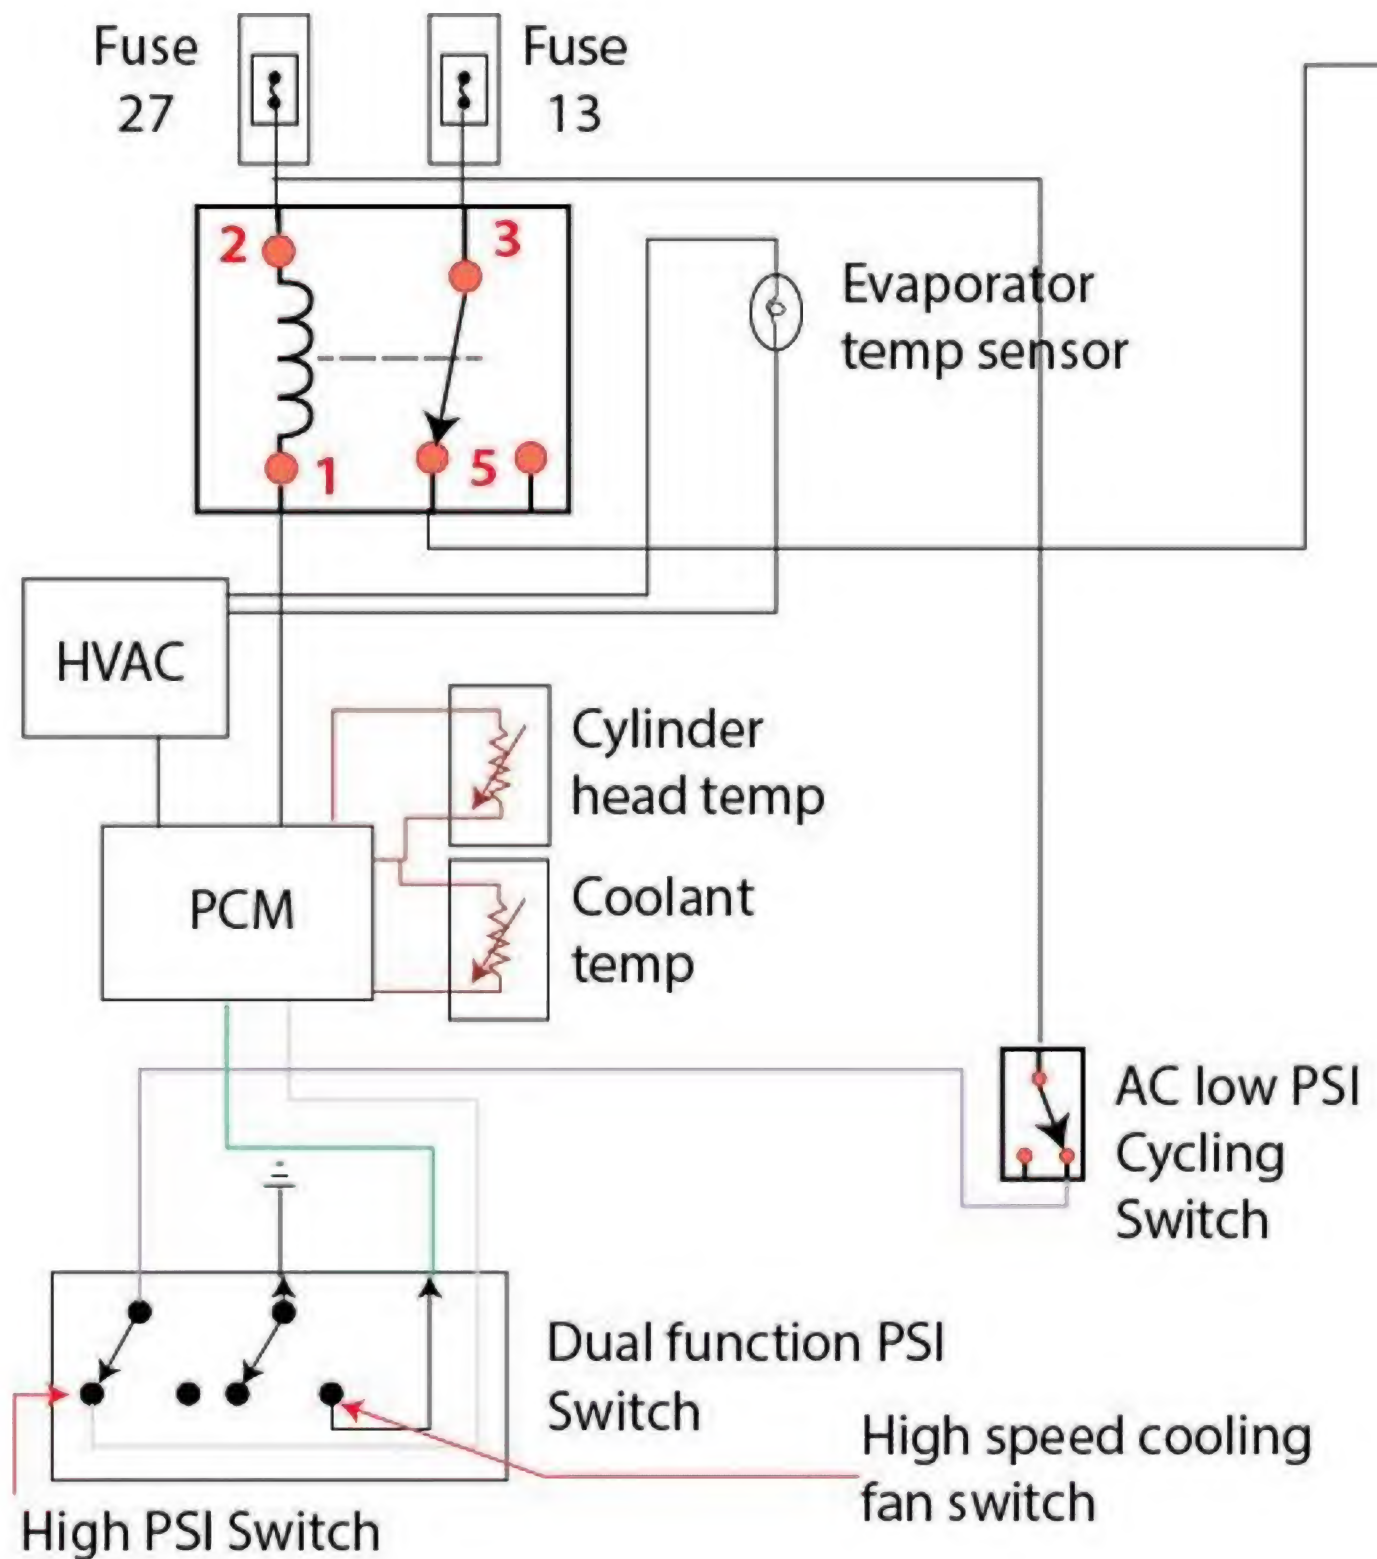 Fuse
27
Fuse
13
2
3
1
5
Evaporator
temp sensor
HVAC
Cylinder
head temp
PCM
Coolant
temp
AC low PSI
Cycling
Switch
Dual function PSI
Switch
High speed cooling
fan switch
High PSI Switch